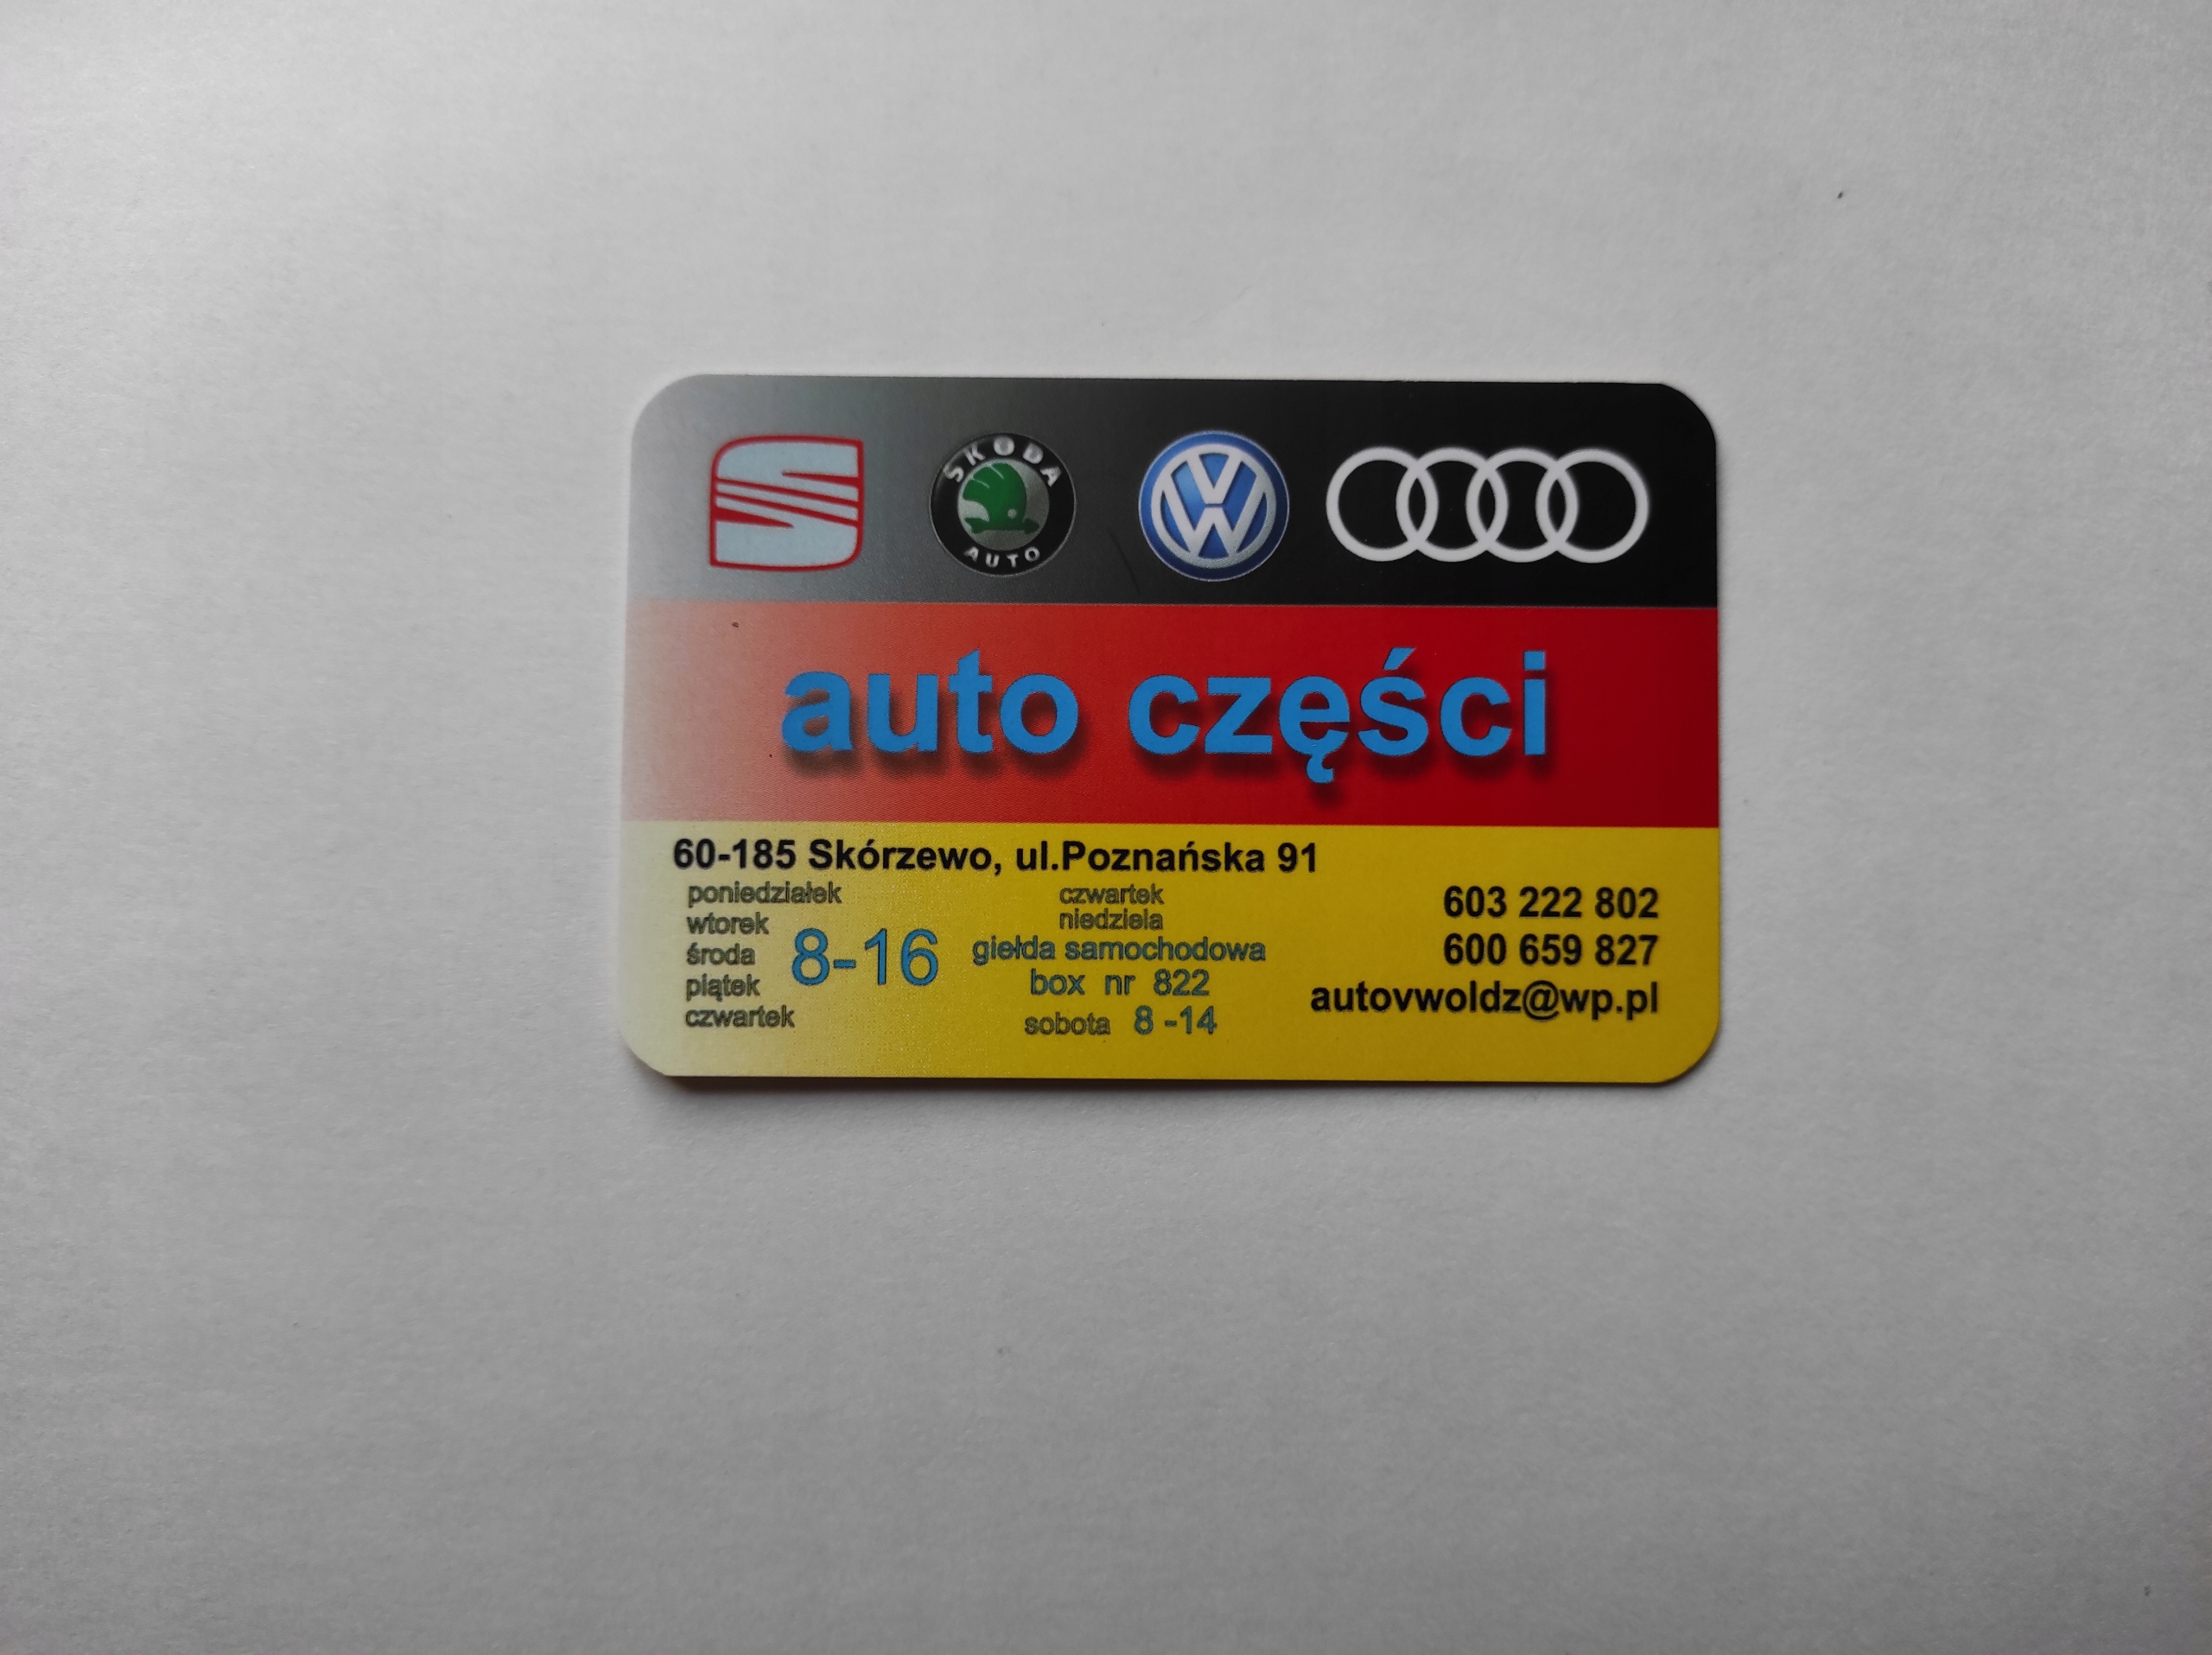 SKODA
AUTO
auto części
60-185 Skórzewo, ul.Poznańska 91
poniedziałek
wtorek
środa
piątek
czwartek
8-16
czwartek
niedziela
giełda samochodowa
box nr 822
sobota 8 -14
603 222 802
600 659 827
autovwoldz@wp.pl